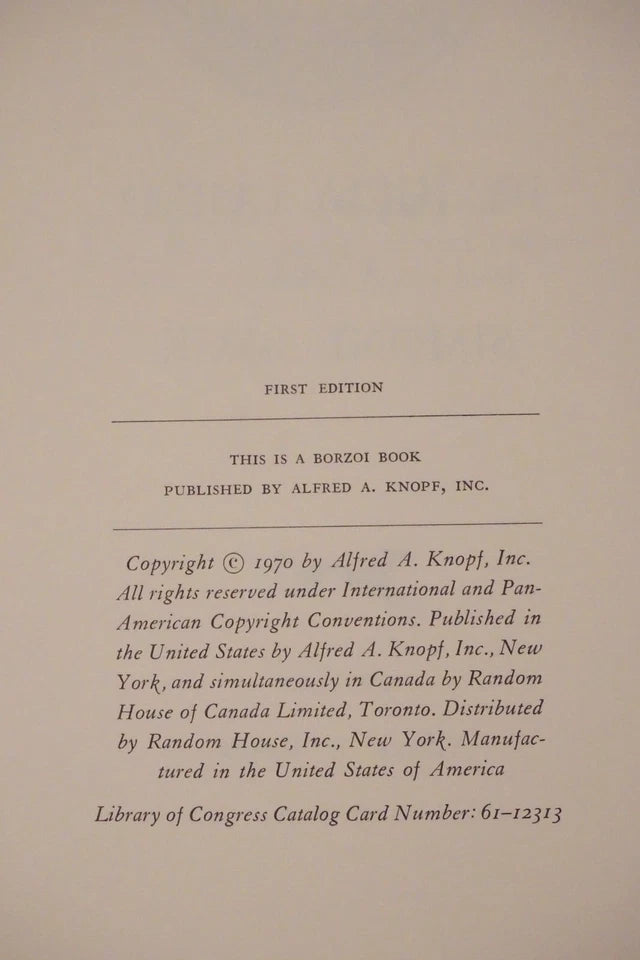 FIRST EDITION
THIS IS A BORZOI BOOK
PUBLISHED BY ALFRED A. KNOPF, INC.
Copyright © 1970 by Alfred A. Knopf, Inc.
All rights reserved under International and Pan-
American Copyright Conventions. Published in
the United States by Alfred A. Knopf, Inc., New
York, and simultaneously in Canada by Random
House of Canada Limited, Toronto. Distributed
by Random House, Inc., New York. Manufac-
tured in the United States of America
Library of Congress Catalog Card Number: 61–12313